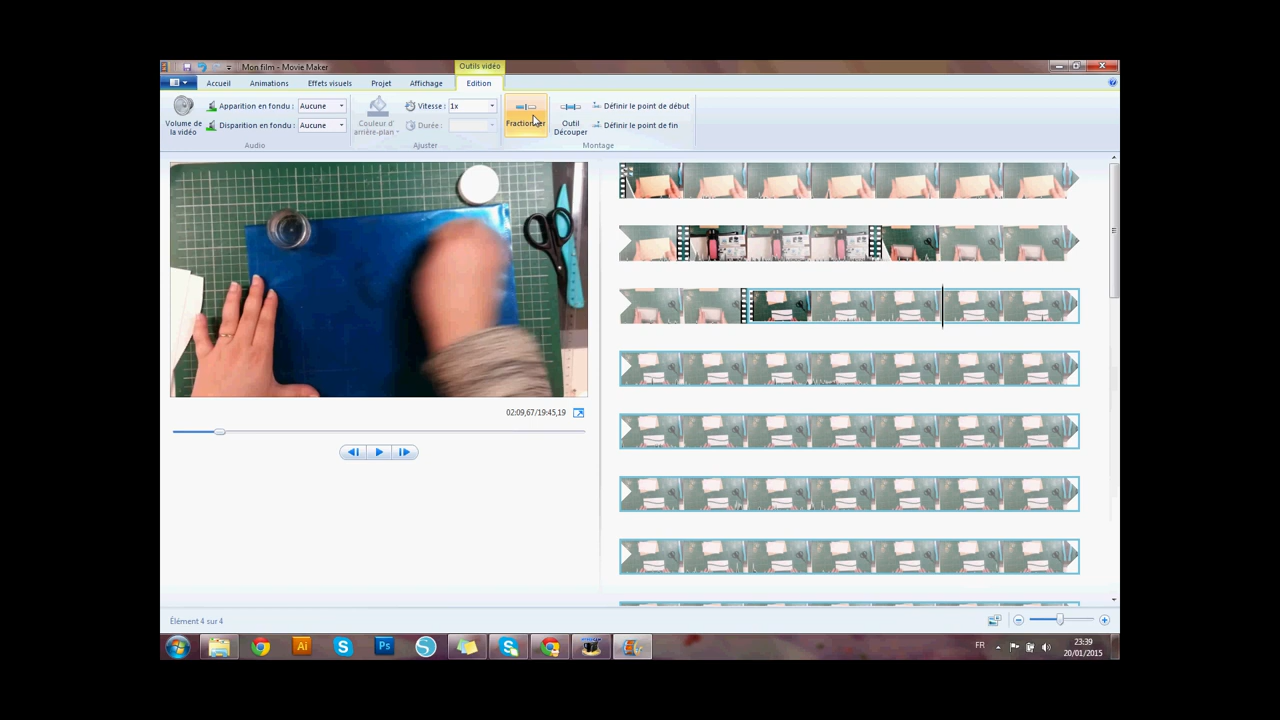 Mon film - Movie Maker
Outils vidéo
Accueil Animations Effets visuels Projet Affichage Edition
Volume de la vidéo
Apparition en fondu : Aucune
Disparition en fondu : Aucune
Audio
Couleur d'arrière-plan
Vitesse : 1x
Durée :
Ajuster
Fractionner
Outil Découper
Définir le point de début
Définir le point de fin
Montage
02:09,67/19:45,19
Élément 4 sur 4
Ai
Ps
FR
23:39
20/01/2015